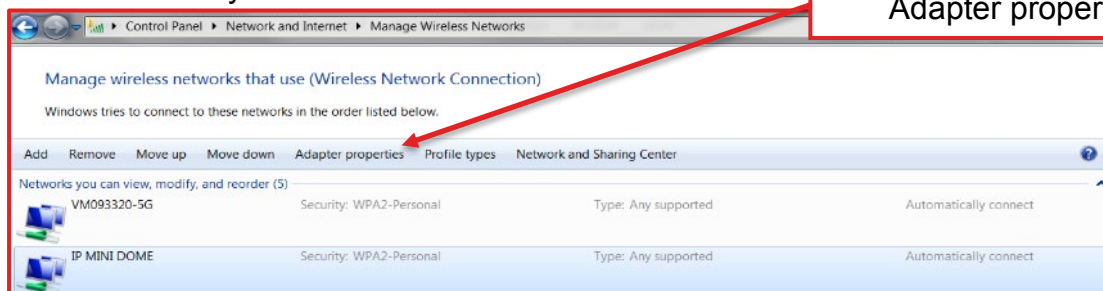 Adapter proper
Control Panel ▸ Network and Internet ▸ Manage Wireless Networks
Manage wireless networks that use (Wireless Network Connection)
Windows tries to connect to these networks in the order listed below.
Add Remove Move up Move down Adapter properties Profile types Network and Sharing Center
Networks you can view, modify, and reorder (5)
VM093320-5G Security: WPA2-Personal Type: Any supported Automatically connect
IP MINI DOME Security: WPA2-Personal Type: Any supported Automatically connect